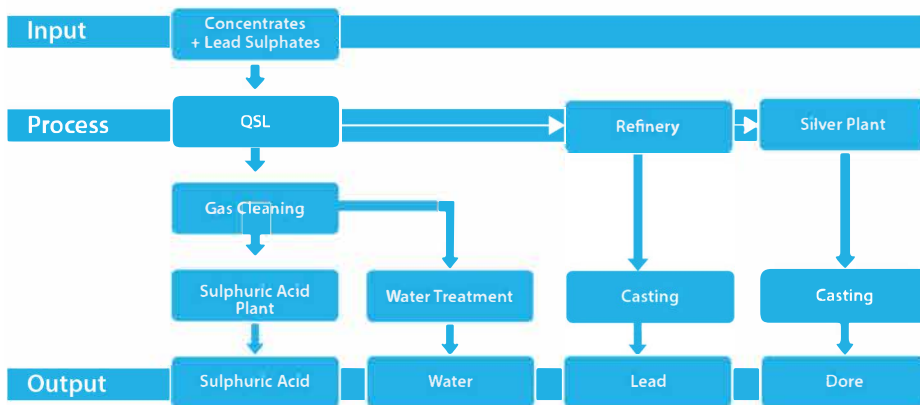 Input
Concentrates
+ Lead Sulphates
Process
QSL
Refinery
Silver Plant
Gas Cleaning
Sulphuric Acid
Plant
Water Treatment
Casting
Casting
Output
Sulphuric Acid
Water
Lead
Dore